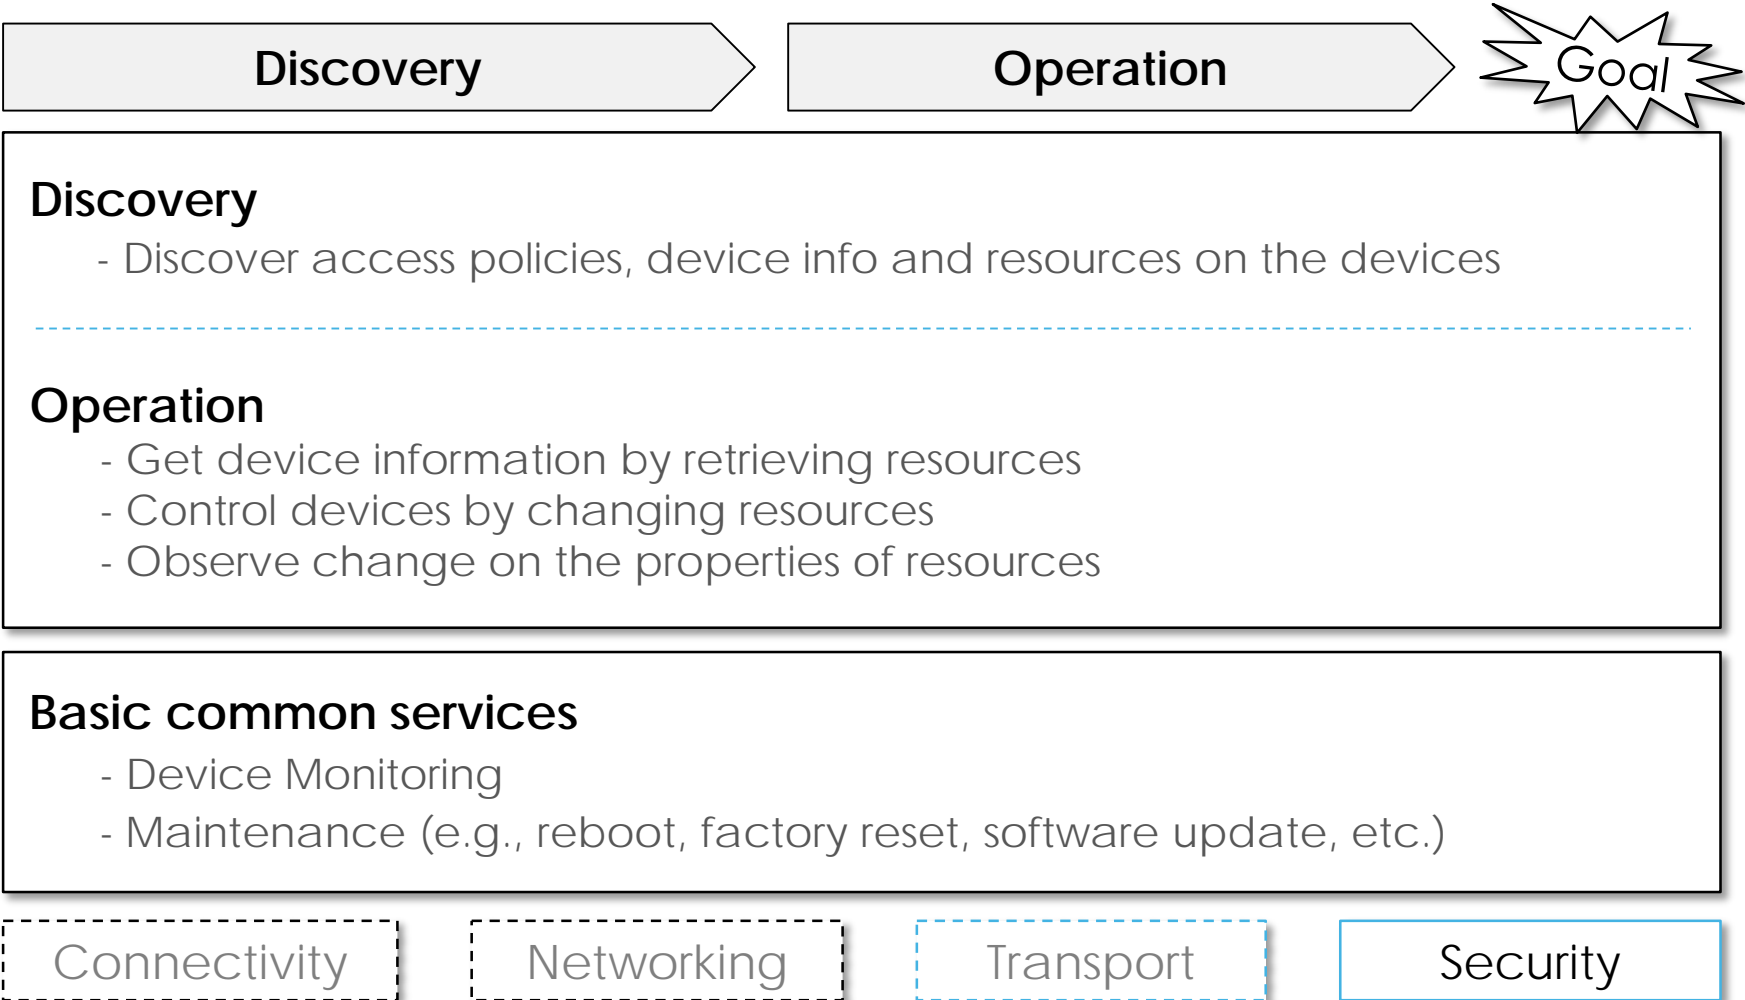 Discovery
Operation
Goal
Discovery
- Discover access policies, device info and resources on the devices
Operation
- Get device information by retrieving resources
- Control devices by changing resources
- Observe change on the properties of resources
Basic common services
- Device Monitoring
- Maintenance (e.g., reboot, factory reset, software update, etc.)
Connectivity
Networking
Transport
Security